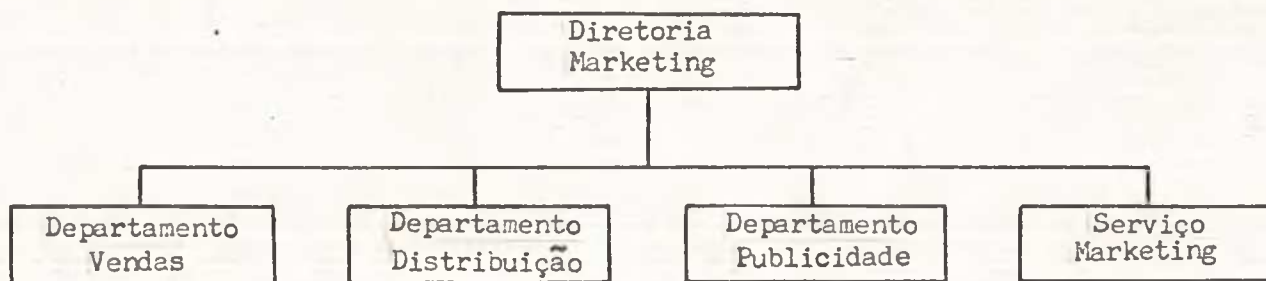 Diretoria
Marketing
Departamento
Vendas
Departamento
Distribuição
Departamento
Publicidade
Serviço
Marketing